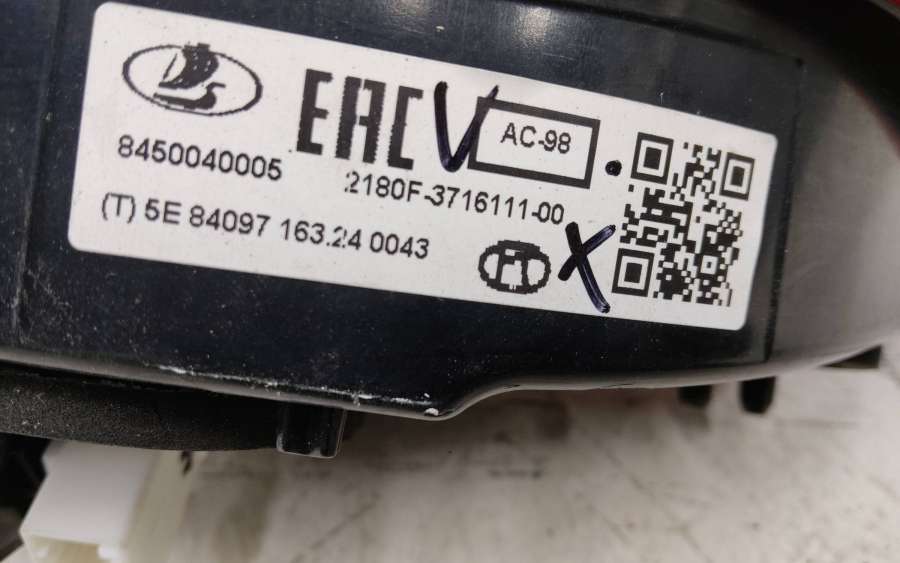 EAC V AC-98
8450040005
2180F-3716111-00
(T) 5E 84097 163.24 0043
X